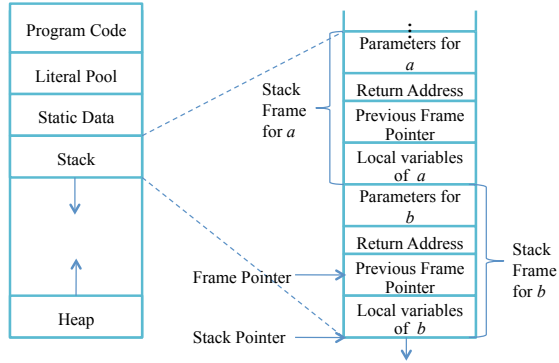 Program Code
Literal Pool
Static Data
Stack
Heap
Stack
Frame
for a
Frame Pointer
Stack Pointer
⋮
Parameters for
a
Return Address
Previous Frame
Pointer
Local variables
of a
Parameters for
b
Return Address
Previous Frame
Pointer
Local variables
of b
Stack
Frame
for b